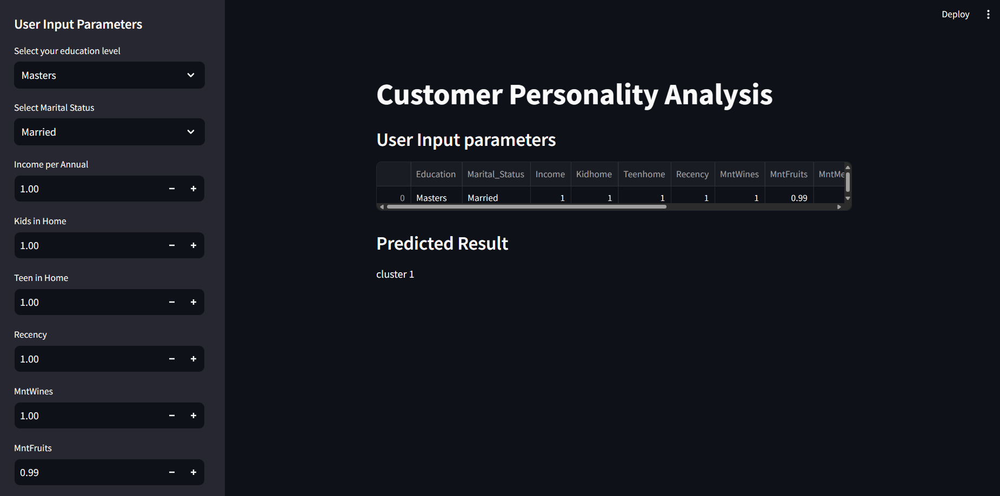 User Input Parameters
Select your education level
Masters
Select Marital Status
Married
Income per Annual
1.00
Kids in Home
1.00
Teen in Home
1.00
Recency
1.00
MntWines
1.00
MntFruits
0.99
Deploy
Customer Personality Analysis
User Input parameters
Education Marital_Status Income Kidhome Teenhome Recency MntWines MntFruits MntMe
0 Masters Married 1 1 1 1 1 0.99
Predicted Result
cluster 1